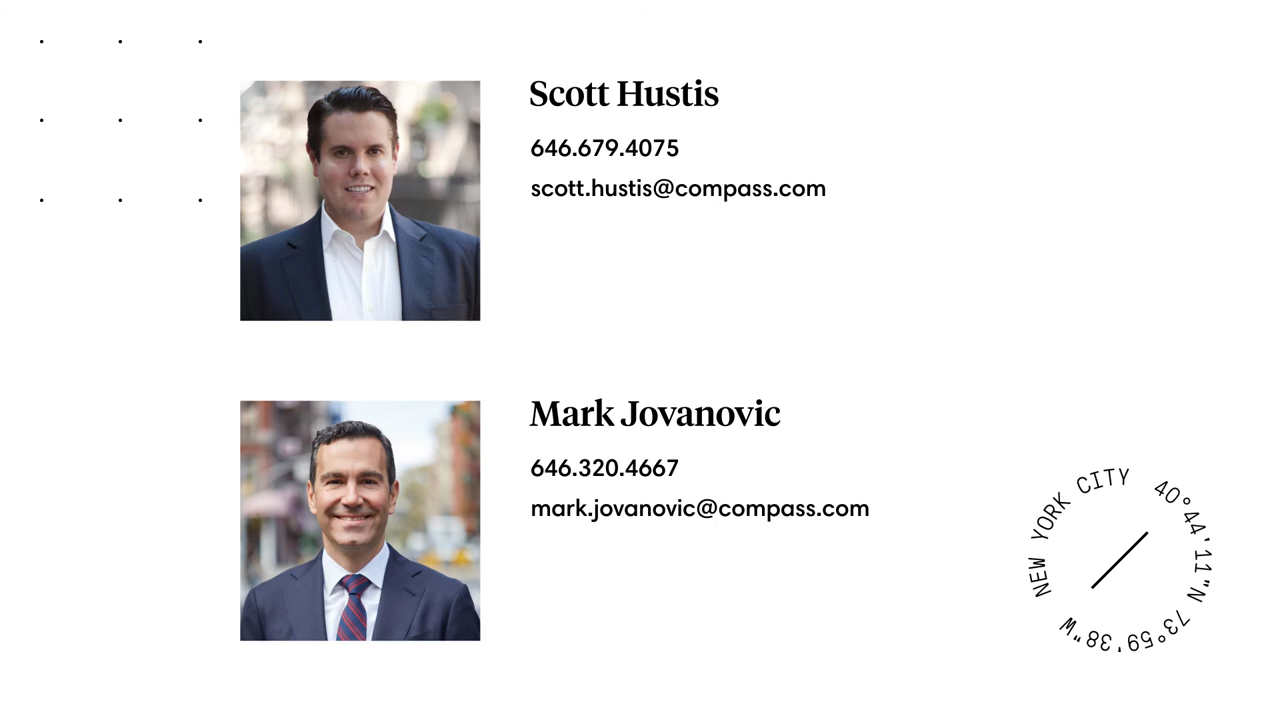 Scott Hustis
646.679.4075
scott.hustis@compass.com
Mark Jovanovic
646.320.4667
mark.jovanovic@compass.com
NEW YORK CITY 40°44'11"N 73°59'38"W